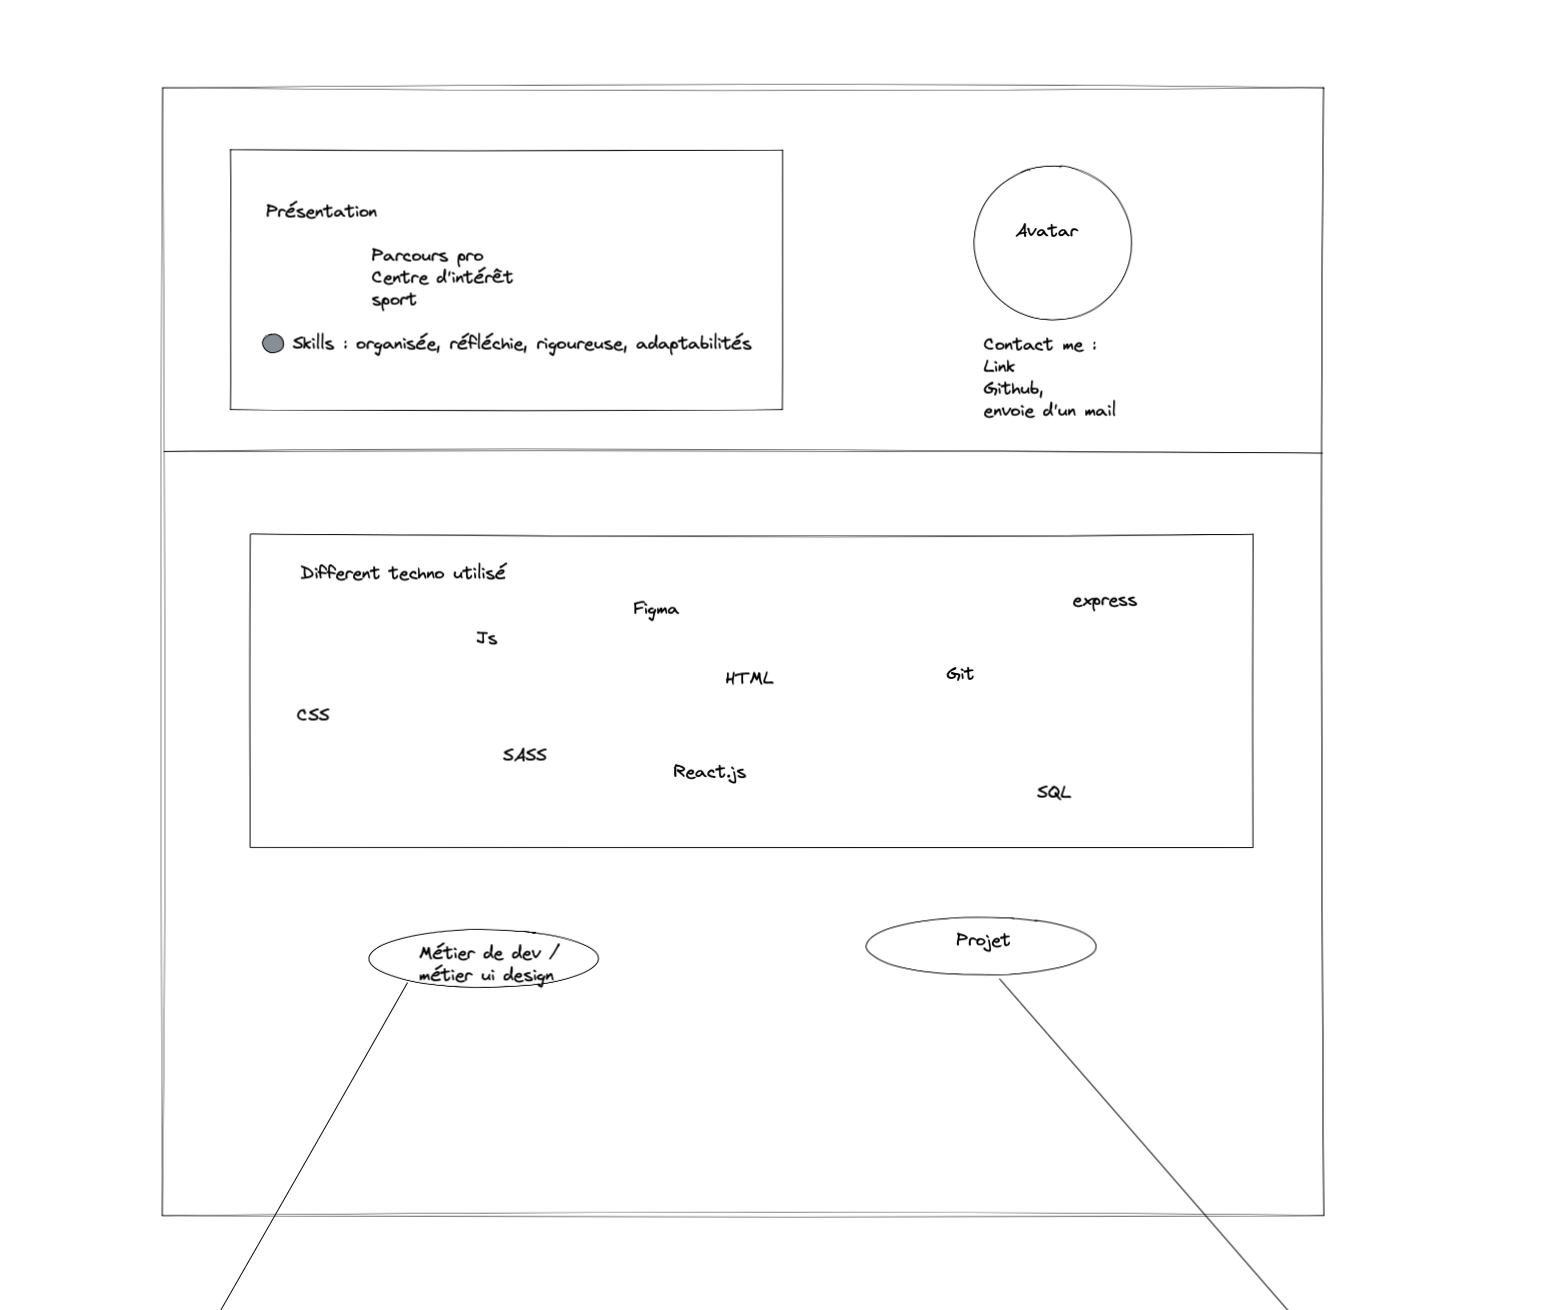 Présentation
Parcours pro
Centre d'intérêt
sport
Skills : organisée, réfléchie, rigoureuse, adaptabilités
Avatar
Contact me :
Link
Github,
envoie d'un mail
Different techno utilisé
Figma
express
Js
HTML
Git
CSS
SASS
React.js
SQL
Métier de dev /
métier ui design
Projet